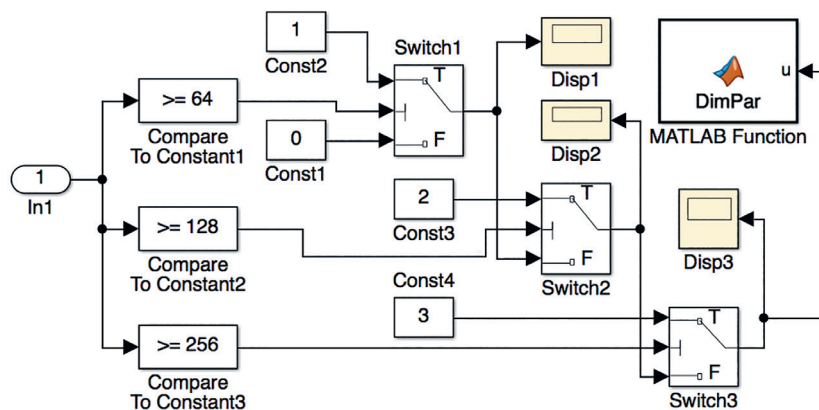 1
Const2
Switch1
T
F
Disp1
DimPar
u
MATLAB Function
>= 64
Compare
To Constant1
0
Const1
Disp2
1
In1
2
Const3
T
F
Switch2
>= 128
Compare
To Constant2
Disp3
Const4
3
T
F
Switch3
>= 256
Compare
To Constant3